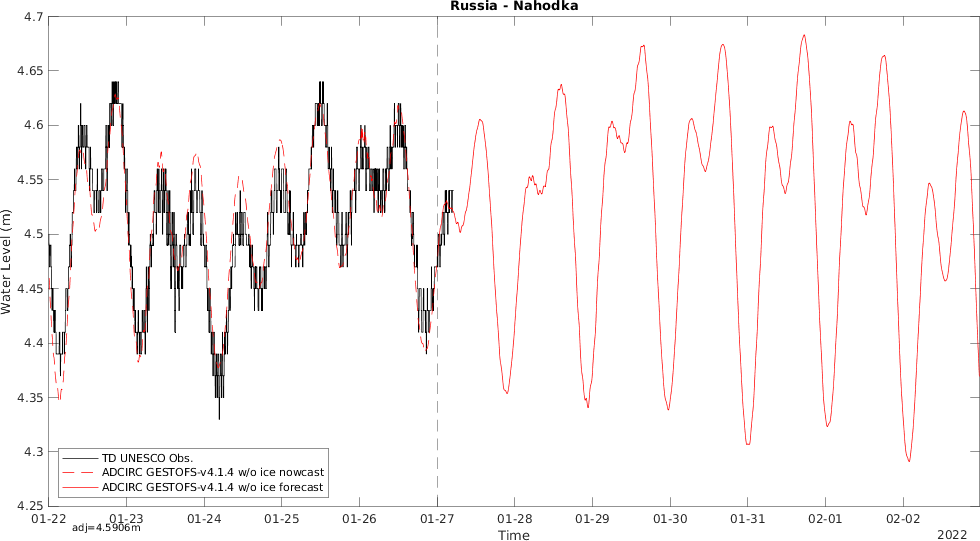 Russia - Nahodka
4.7
4.65
4.6
4.55
4.5
4.45
4.4
4.35
4.3
4.25
Water Level (m)
TD UNESCO Obs.
ADCIRC GESTOFS-v4.1.4 w/o ice nowcast
ADCIRC GESTOFS-v4.1.4 w/o ice forecast
01-22 01-23 01-24 01-25 01-26 01-27 01-28 01-29 01-30 01-31 02-01 02-02
adj=4.5906m
Time
2022